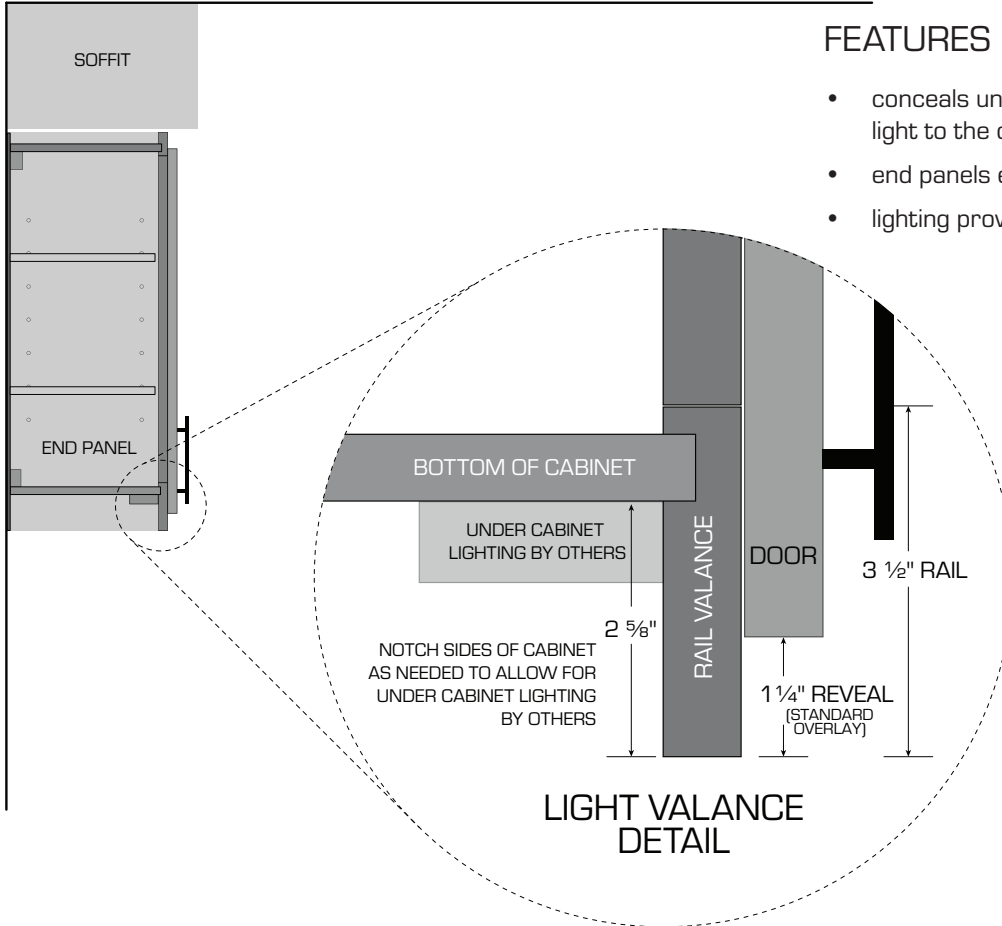 SOFFIT
FEATURES
• conceals un
light to the
• end panels
• lighting
END PANEL
BOTTOM OF CABINET
UNDER CABINET
LIGHTING BY OTHERS
RAIL VALANCE
DOOR
3 ½" RAIL
2 ⅝"
NOTCH SIDES OF CABINET
AS NEEDED TO ALLOW FOR
UNDER CABINET LIGHTING
BY OTHERS
1 ¼" REVEAL
(STANDARD
OVERLAY)
LIGHT VALANCE
DETAIL